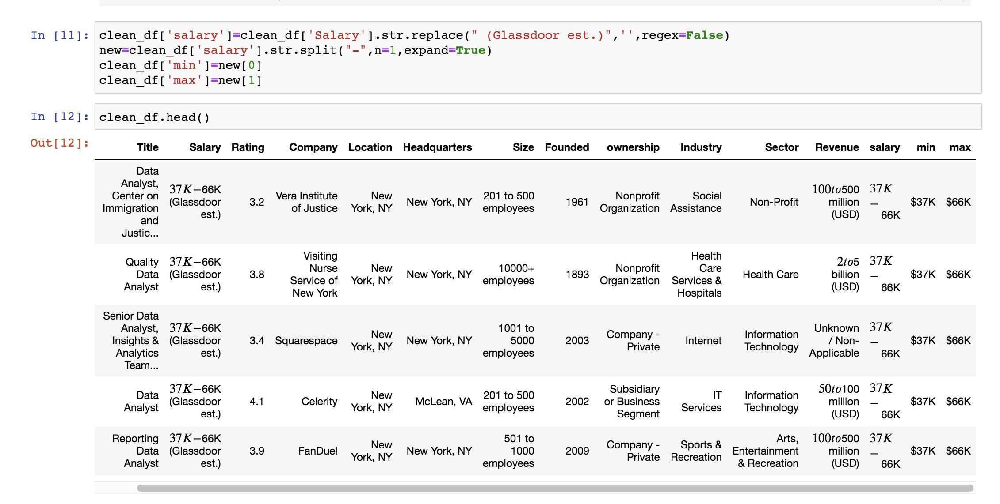 In [11]: clean_df['salary']=clean_df['Salary'].str.replace(" (Glassdoor est.)",'',regex=False)
new=clean_df['salary'].str.split("-",n=1,expand=True)
clean_df['min']=new[0]
clean_df['max']=new[1]
In [12]: clean_df.head()
Out[12]:
Title Salary Rating Company Location Headquarters Size Founded ownership Industry Sector Revenue salary min max
Data
Analyst,
Center on
Immigration
and
Justic...
37K–66K
(Glassdoor
est.)
3.2
Vera Institute
of Justice
New
York, NY
New York, NY
201 to 500
employees
1961
Nonprofit
Organization
Social
Assistance
Non-Profit
100to500
million
(USD)
37K
–
66K
$37K
$66K
Quality
Data
Analyst
37K–66K
(Glassdoor
est.)
3.8
Visiting
Nurse
Service of
New York
New
York, NY
New York, NY
10000+
employees
1893
Nonprofit
Organization
Health
Care
Services &
Hospitals
Health Care
2to5
billion
(USD)
37K
–
66K
$37K
$66K
Senior Data
Analyst,
Insights &
Analytics
Team...
37K–66K
(Glassdoor
est.)
3.4
Squarespace
New
York, NY
New York, NY
1001 to
5000
employees
2003
Company -
Private
Internet
Information
Technology
Unknown
/ Non-
Applicable
37K
–
66K
$37K
$66K
Data
Analyst
37K–66K
(Glassdoor
est.)
4.1
Celerity
New
York, NY
McLean, VA
201 to 500
employees
2002
Subsidiary
or Business
Segment
IT
Services
Information
Technology
50to100
million
(USD)
37K
–
66K
$37K
$66K
Reporting
Data
Analyst
37K–66K
(Glassdoor
est.)
3.9
FanDuel
New
York, NY
New York, NY
501 to
1000
employees
2009
Company -
Private
Sports &
Recreation
Arts,
Entertainment
& Recreation
100to500
million
(USD)
37K
–
66K
$37K
$66K